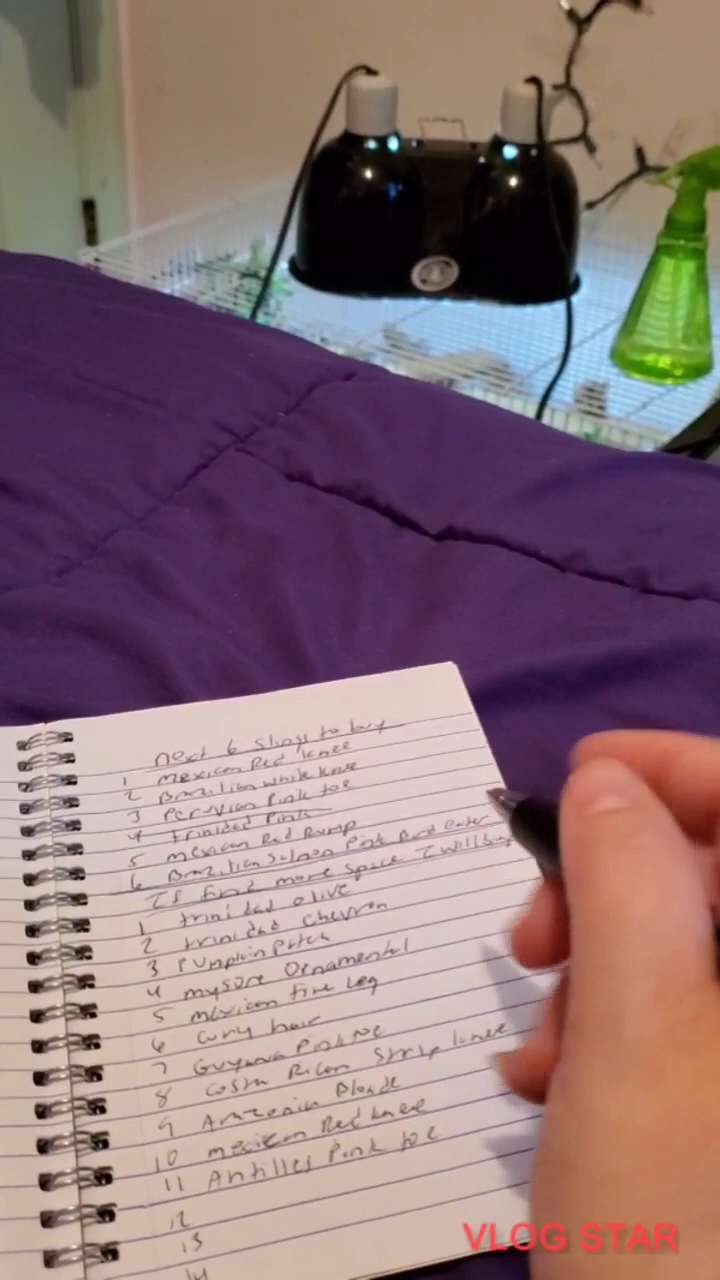 next 6 slings to buy
1 mexican Red knee
2 Brazilian white knee
3 Peruvian Pink toe
4 Trinidad Pink
5 mexican Red Rump
6 Brazilian Salmon Pink Bird eater
If find more space I will
1 trinidad olive
2 trinidad chevron
3 Pumpkin Patch
4 mysore Ornamental
5 mexican fire Leg
6 curly hair
7 Guyana Pink toe
8 Costa Rican Strip knee
9 Arizonia Blonde
10 mexican Red knee
11 Antilles Pink toe
12
13
14
VLOG STAR